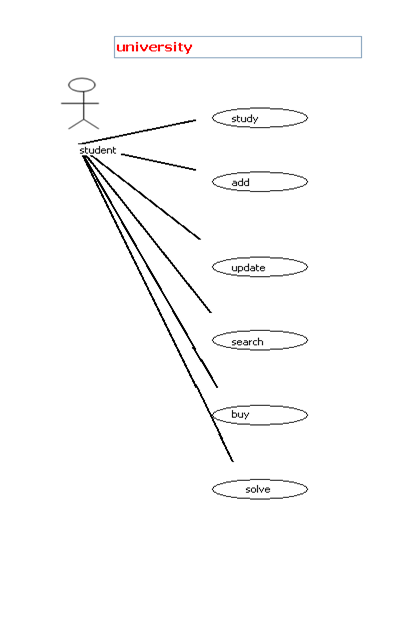 university
student
study
add
update
search
buy
solve